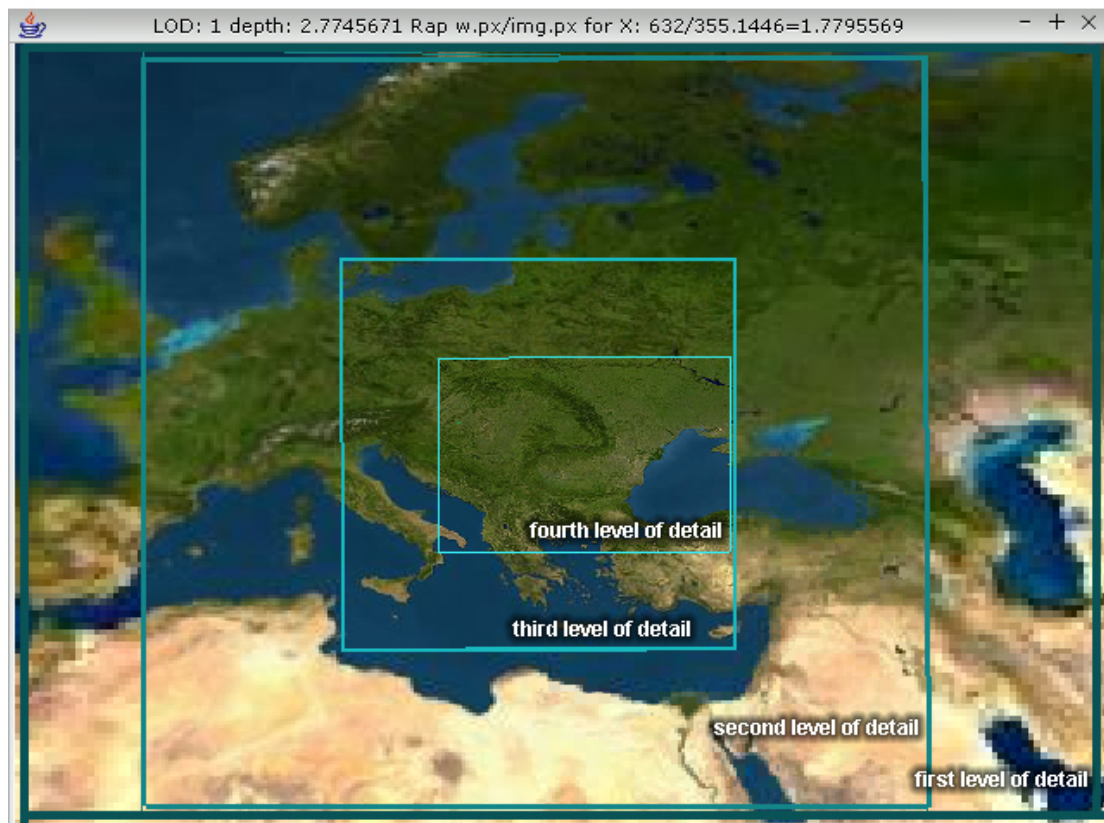 LOD: 1 depth: 2.7745671 Rap w.px/img.px for X: 632/355.1446=1.7795569
fourth level of detail
third level of detail
second level of detail
first level of detail